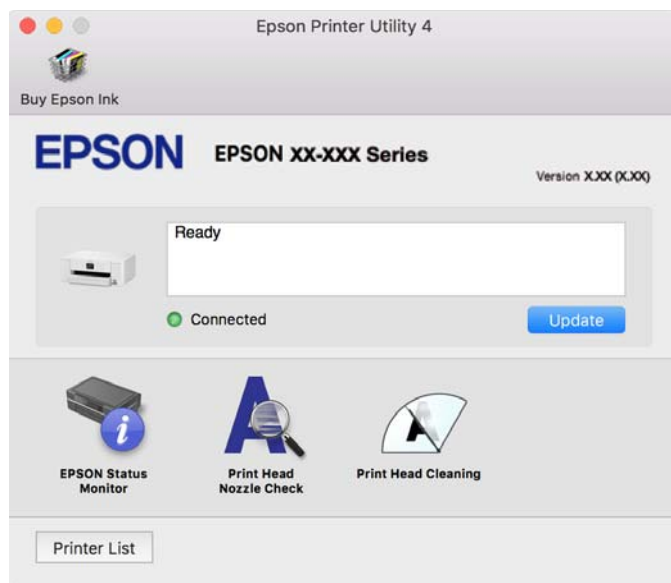 Epson Printer Utility 4
Buy Epson Ink
EPSON
EPSON XX-XXX Series
Version X.XX (X.XX)
Ready
Connected
Update
EPSON Status
Monitor
Print Head
Nozzle Check
Print Head Cleaning
Printer List